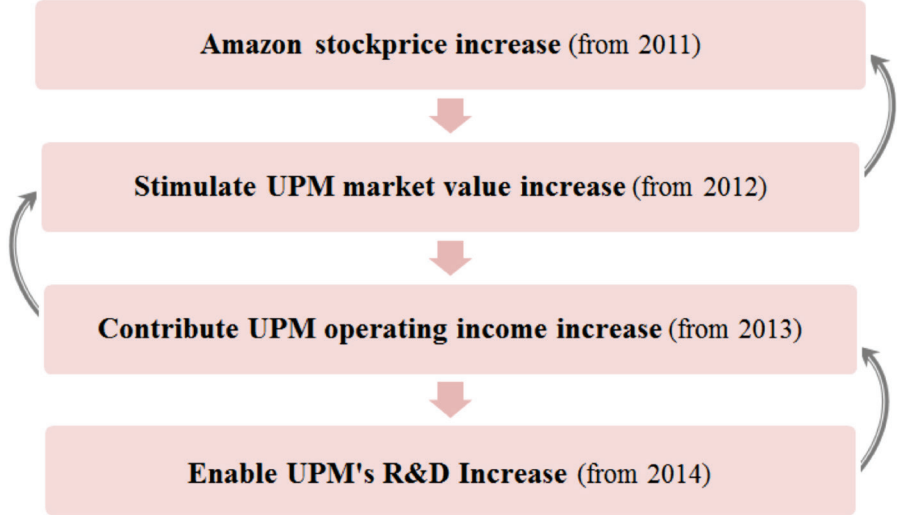 Amazon stockprice increase (from 2011)
Stimulate UPM market value increase (from 2012)
Contribute UPM operating income increase (from 2013)
Enable UPM's R&D Increase (from 2014)